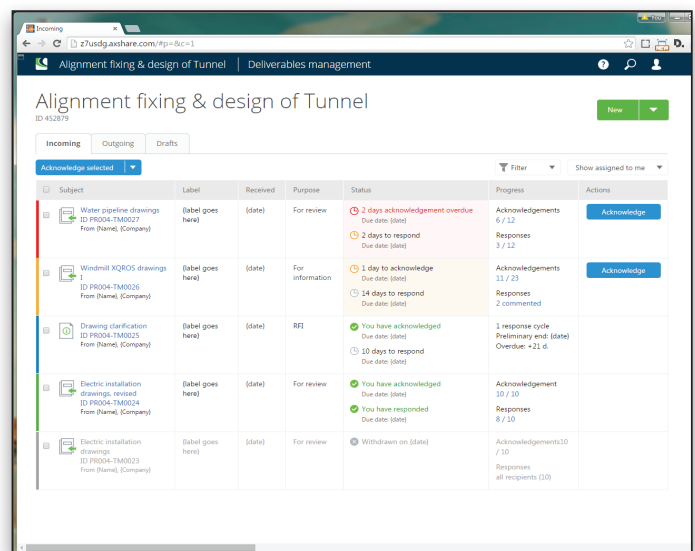 Incoming
You
z7usdg.axshare.com/#p=&c=1
Alignment fixing & design of Tunnel | Deliverables management
Alignment fixing & design of Tunnel
ID 452879
New
Incoming Outgoing Drafts
Acknowledge selected
Filter Show assigned to me
Subject Label Received Purpose Status Progress Actions
Water pipeline drawings
ID PR004-TM0027
From {Name}, {Company}
{label goes
here}
{date}
For review
2 days acknowledgement overdue
Due date: {date}
2 days to respond
Due date: {date}
Acknowledgements
6 / 12
Responses
3 / 12
Acknowledge
Windmill XQROS drawings
I
ID PR004-TM0026
From {Name}, {Company}
{label goes
here}
{date}
For
information
1 day to acknowledge
Due date: {date}
14 days to respond
Due date: {date}
Acknowledgements
11 / 23
Responses
2 commented
Acknowledge
Drawing clarification
ID PR004-TM0025
From {Name}, {Company}
{label goes
here}
{date}
RFI
You have acknowledged
Due date: {date}
10 days to respond
Due date: {date}
1 response cycle
Preliminary end: {date}
Overdue: +21 d.
Electric installation
drawings. revised
ID PR004-TM0024
From {Name}, {Company}
{label goes
here}
{date}
For review
You have acknowledged
Due date: {date}
You have responded
Due date: {date}
Acknowledgement
10 / 10
Responses
8 / 10
Electric installation
drawings
ID PR004-TM0023
From {Name}, {Company}
{label goes
here}
{date}
For review
Withdrawn on {date}
Acknowledgements10
/ 10
Responses
all recipients (10)